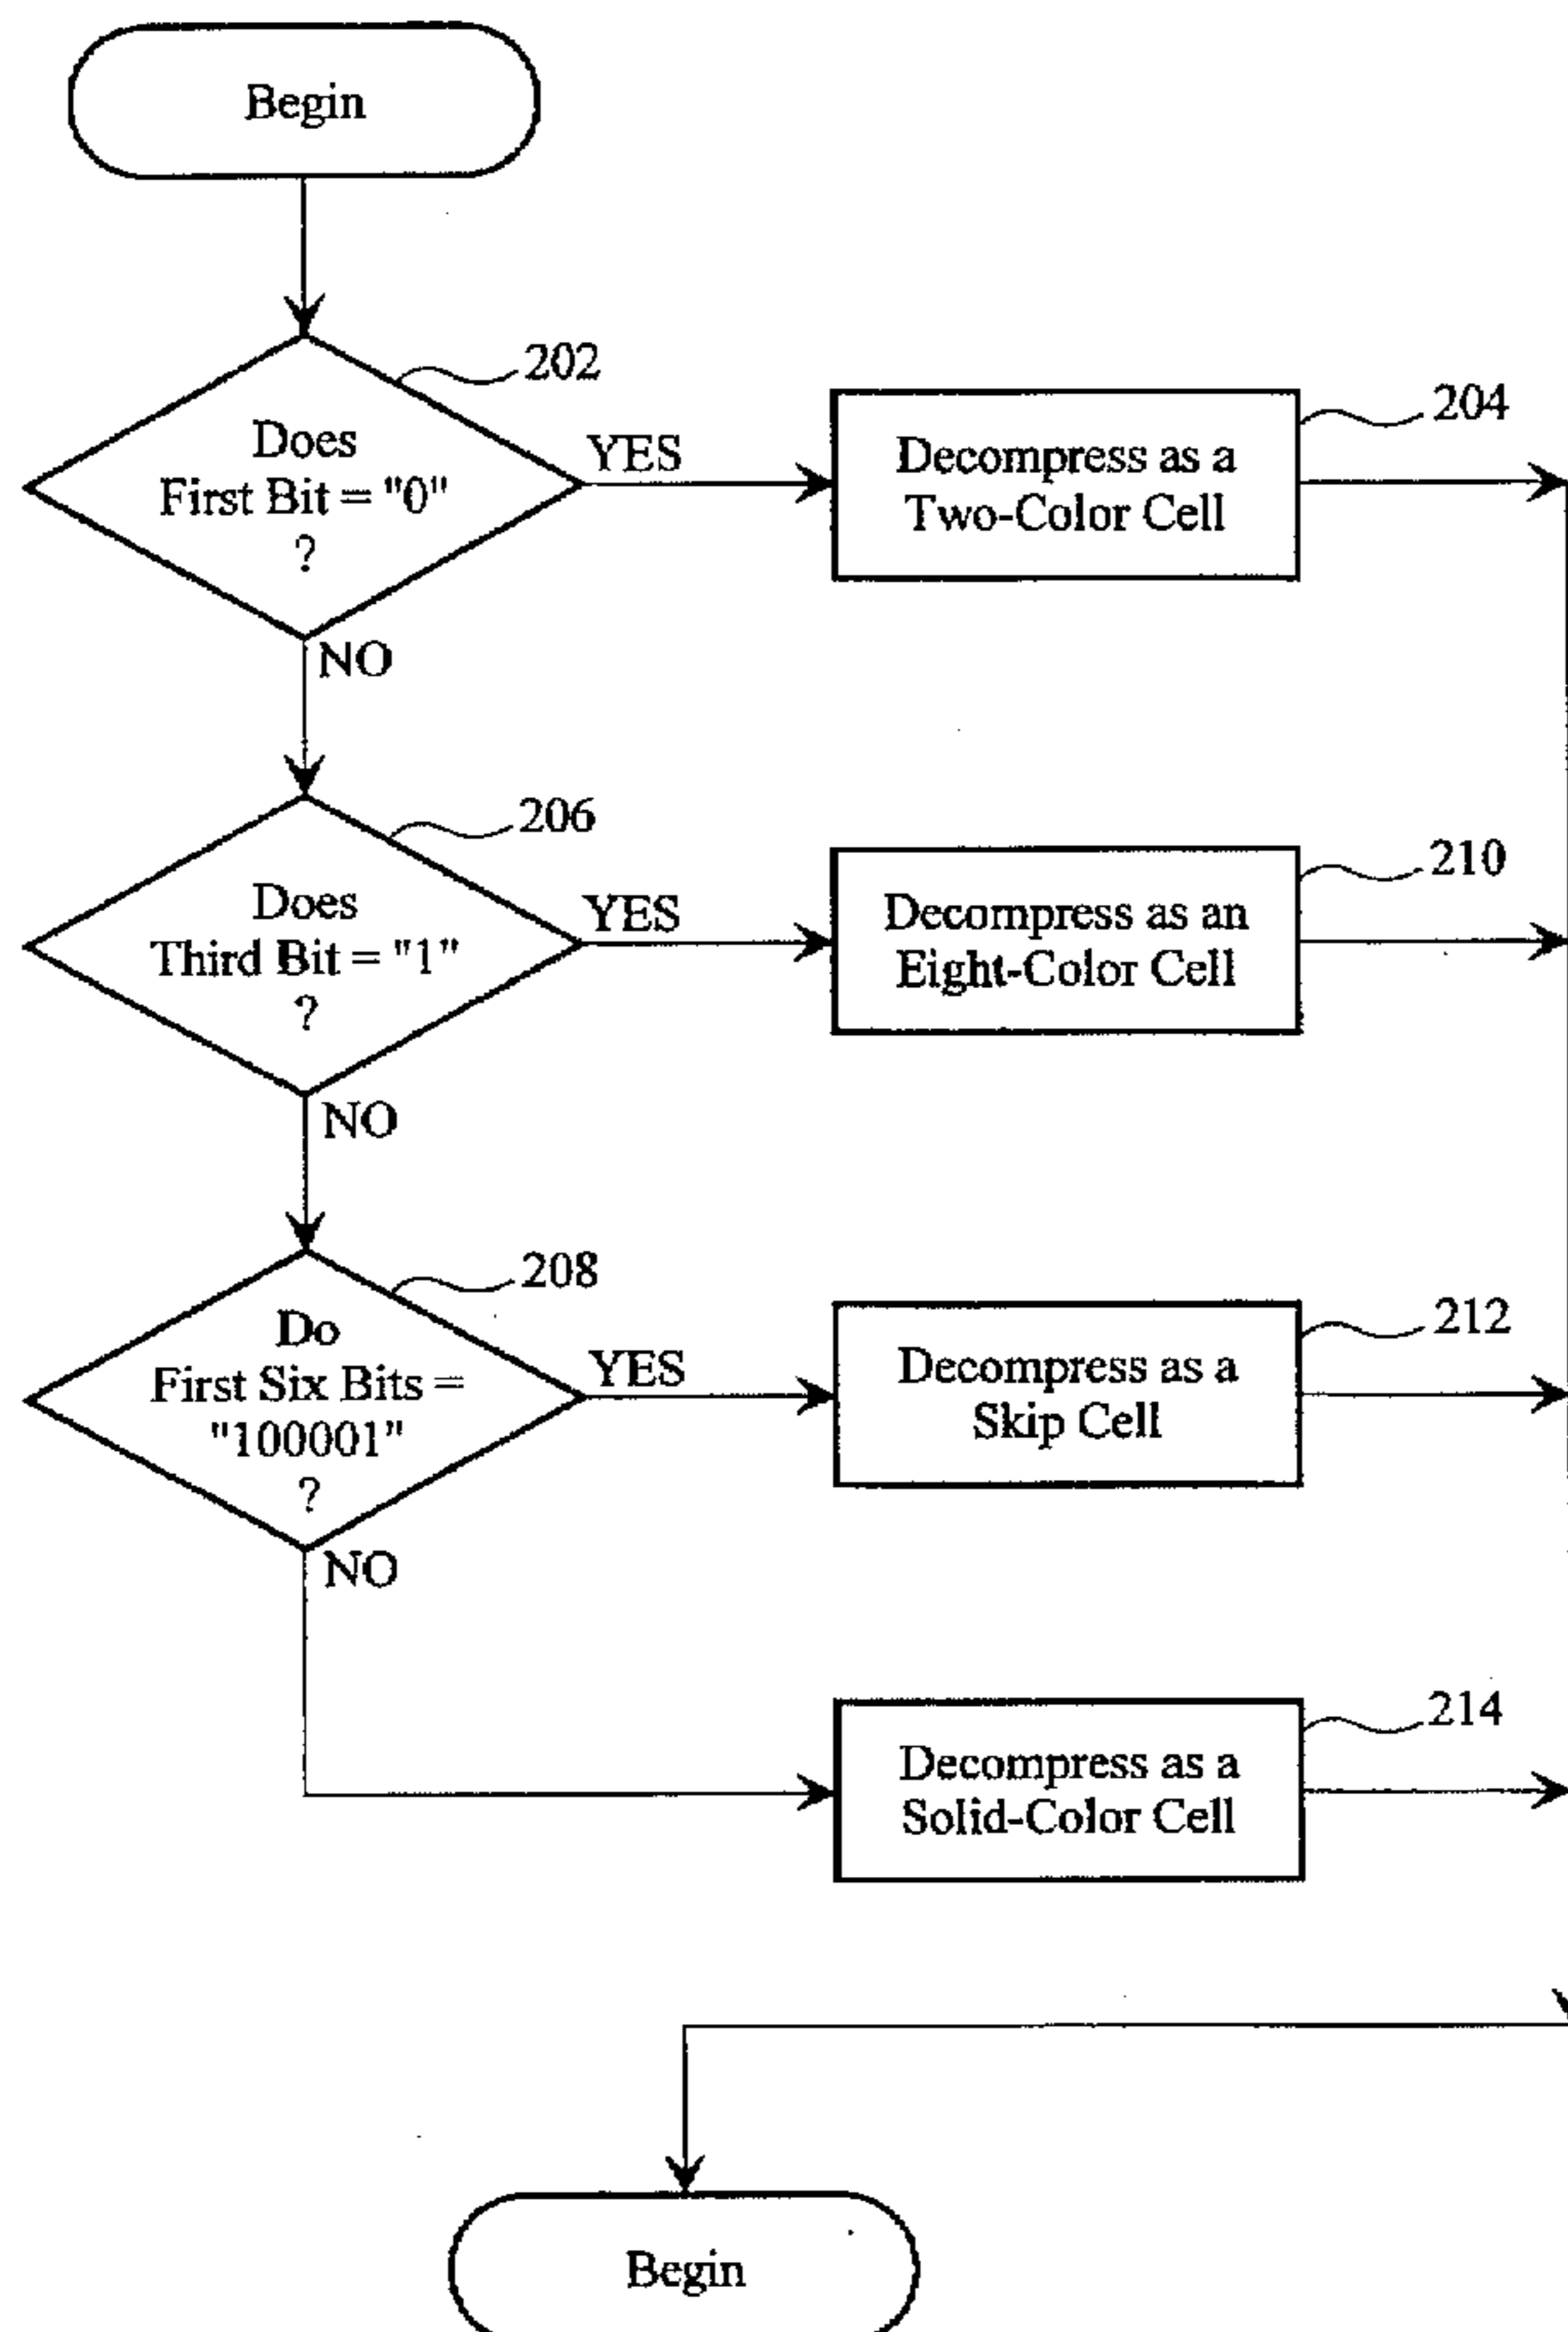 Begin
202
Does
First Bit = "0"
?
YES
NO
204
Decompress as a
Two-Color Cell
206
Does
Third Bit = "1"
?
YES
NO
210
Decompress as an
Eight-Color Cell
208
Do
First Six Bits =
"100001"
?
YES
NO
212
Decompress as a
Skip Cell
214
Decompress as a
Solid-Color Cell
Begin